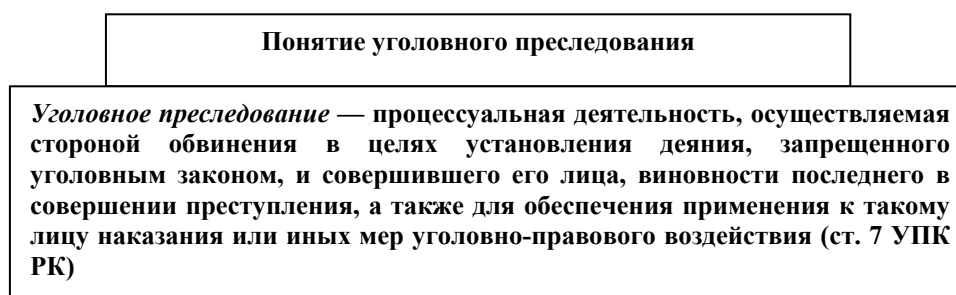 Понятие уголовного преследования
Уголовное преследование — процессуальная деятельность, осуществляемая
стороной обвинения в целях установления деяния, запрещенного
уголовным законом, и совершившего его лица, виновности последнего в
совершении преступления, а также для обеспечения применения к такому
лицу наказания или иных мер уголовно-правового воздействия (ст. 7 УПК
РК)